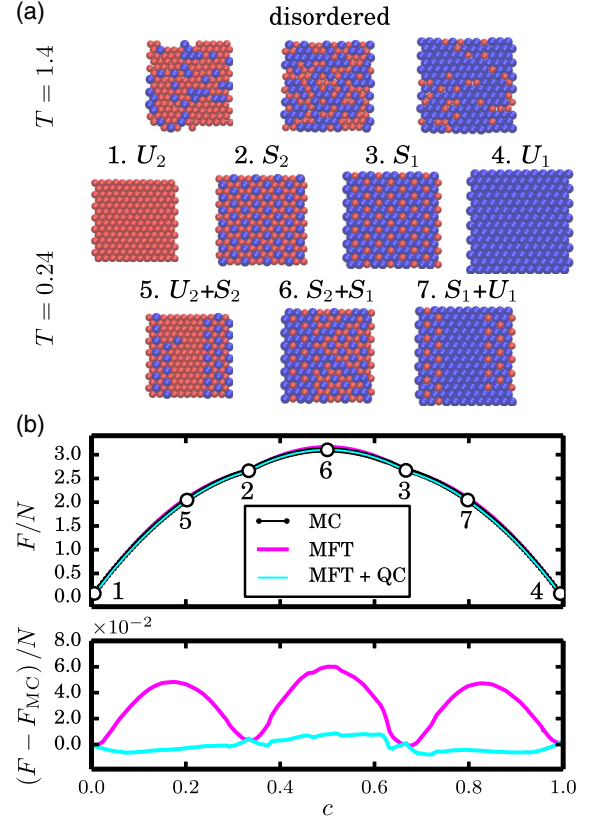 (a)
disordered
T = 1.4
1. U₂ 2. S₂ 3. S₁ 4. U₁
T = 0.24
5. U₂+S₂ 6. S₂+S₁ 7. S₁+U₁
(b)
F/N
3.0
2.5
2.0
1.5
1.0
0.5
0.0
1 5 2 6 3 7 4
MC
MFT
MFT + QC
×10⁻²
(F − F_MC)/N
8.0
6.0
4.0
2.0
0.0
0.0 0.2 0.4 0.6 0.8 1.0
c